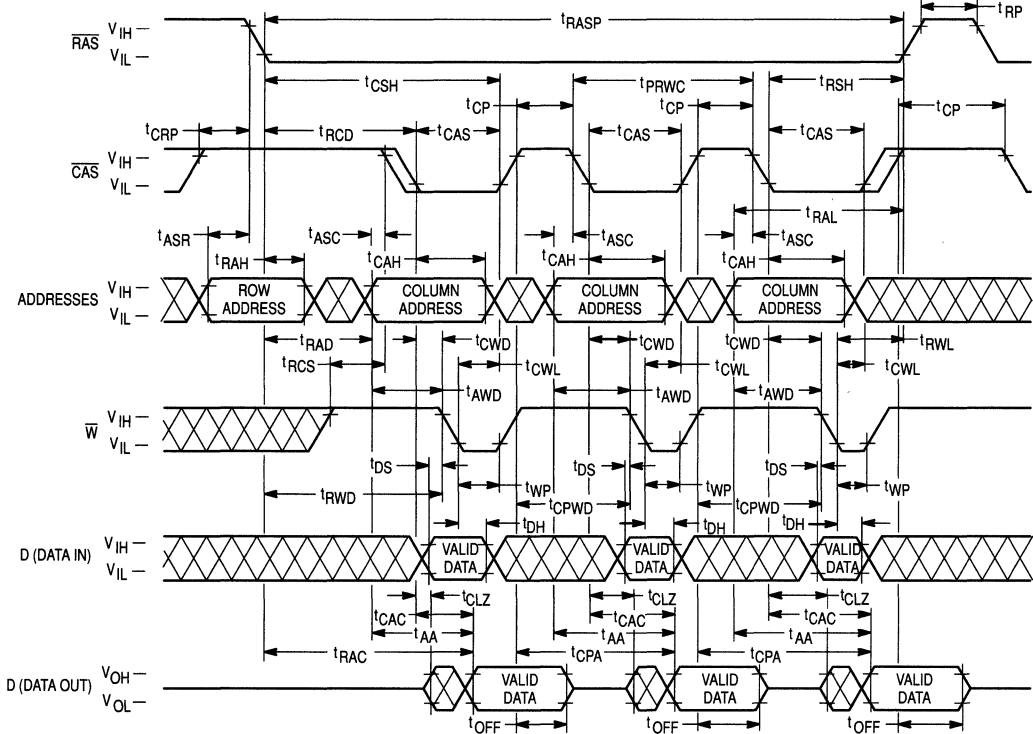 RAS V_IH V_IL
t_RASP t_RP
t_CSH t_PRWC t_RSH
t_CP t_CP
t_CRP t_RCD t_CAS t_CAS t_CAS t_CP
CAS V_IH V_IL
t_RAL
t_ASR t_ASC t_ASC t_ASC
t_RAH t_CAH t_CAH t_CAH
ADDRESSES V_IH V_IL
ROW ADDRESS
COLUMN ADDRESS
COLUMN ADDRESS
COLUMN ADDRESS
t_RAD t_CWD t_CWD t_CWD t_RWL
t_RCS t_CWL t_CWL t_CWL
t_AWD t_AWD t_AWD
W V_IH V_IL
t_DS t_DS t_DS
t_RWD t_WP t_WP t_WP
t_CPWD t_CPWD
t_DH t_DH t_DH
D (DATA IN) V_IH V_IL
VALID DATA
VALID DATA
VALID DATA
t_CLZ t_CLZ t_CLZ
t_CAC t_CAC t_CAC
t_AA t_AA t_AA
t_RAC t_CPA t_CPA
D (DATA OUT) V_OH V_OL
VALID DATA
VALID DATA
VALID DATA
t_OFF t_OFF t_OFF